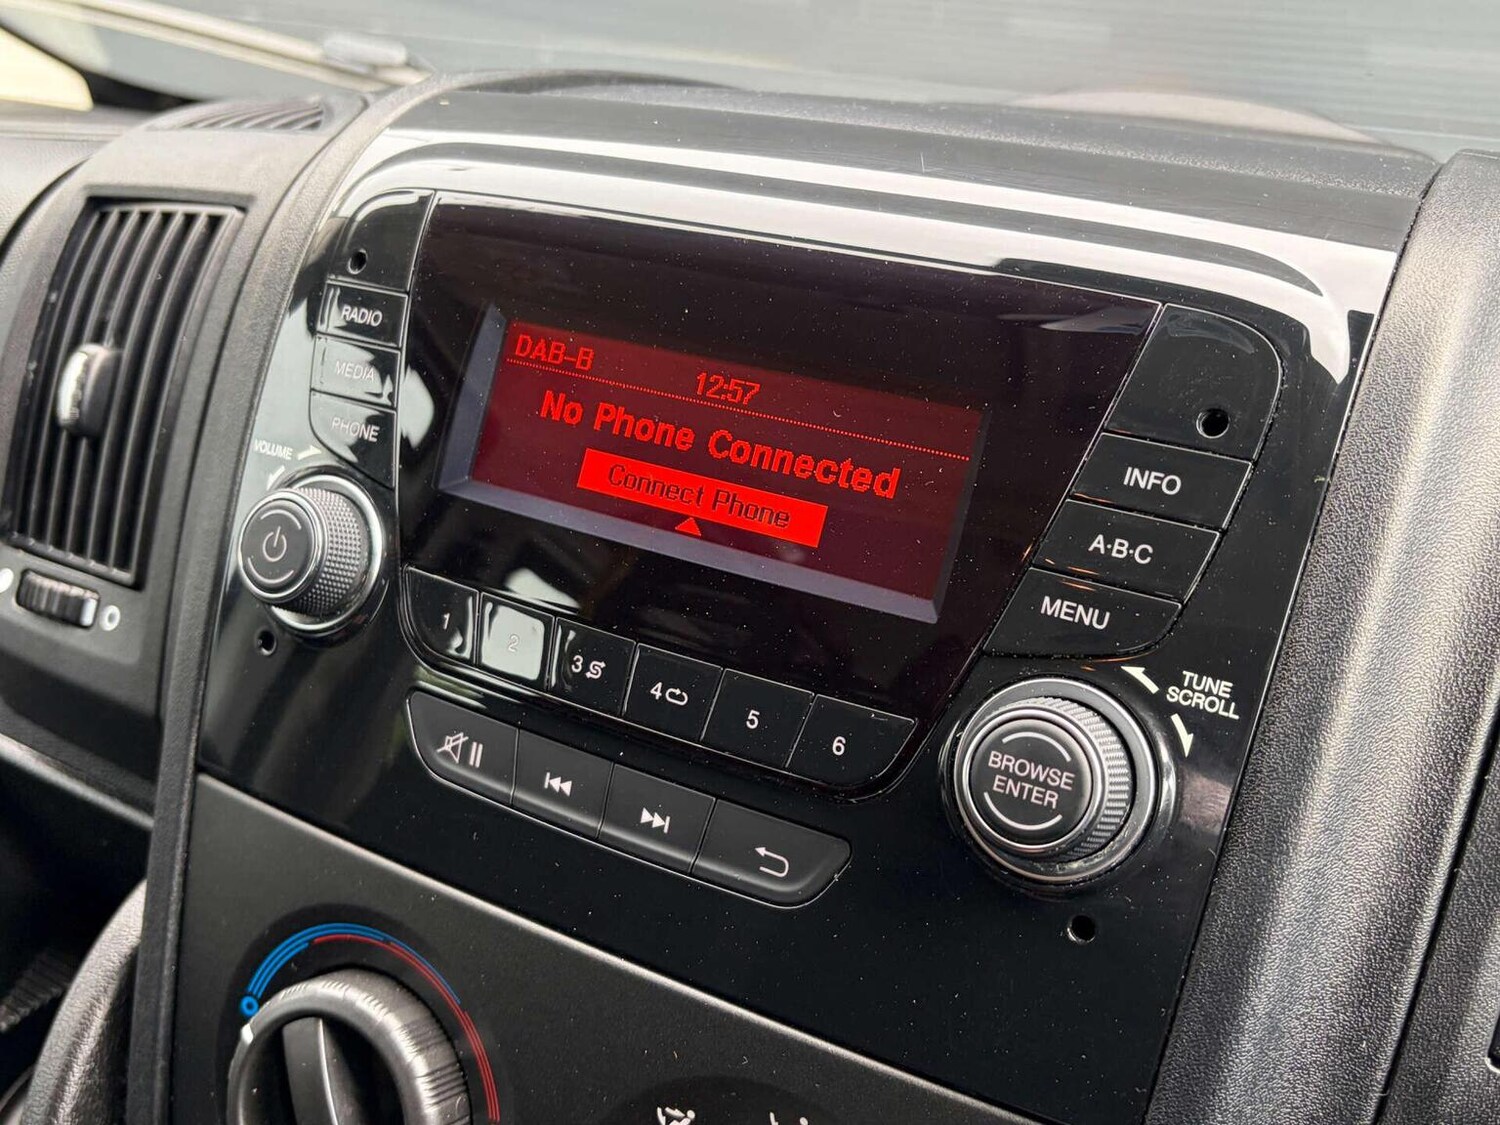 DAB-B
12:57
No Phone Connected
Connect Phone
RADIO
MEDIA
PHONE
VOLUME
INFO
A·B·C
MENU
TUNE
SCROLL
BROWSE
ENTER
1
2
3
4
5
6